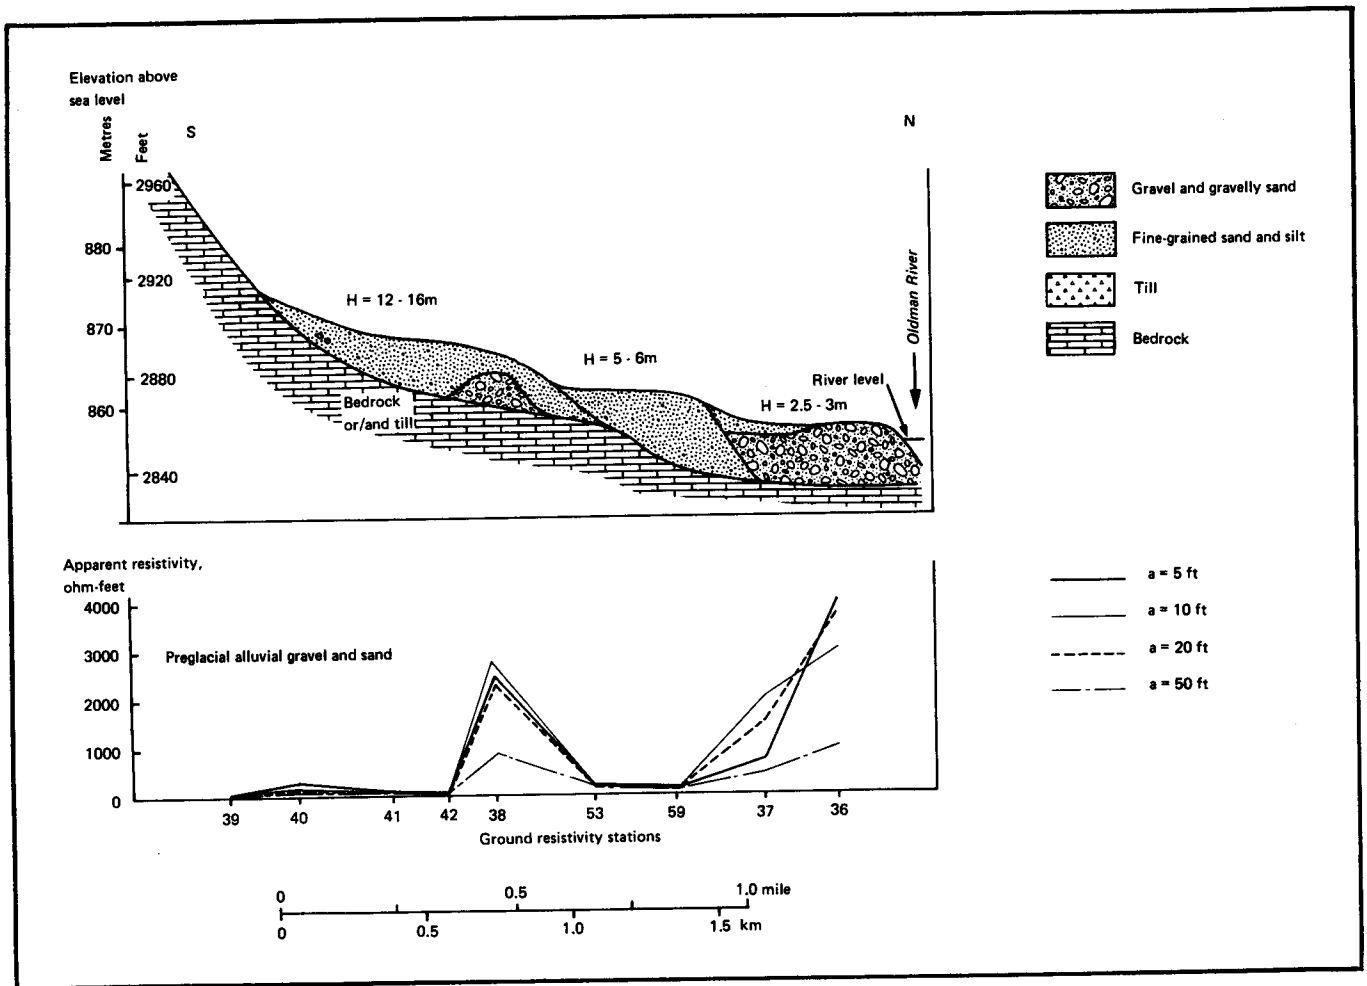 Elevation above
sea level
Metres
Feet
S
N
2960
880
2920
870
2880
860
2840
H = 12 - 16m
H = 5 - 6m
H = 2.5 - 3m
River level
Oldman River
Bedrock
or/and till
Gravel and gravelly sand
Fine-grained sand and silt
Till
Bedrock
Apparent resistivity,
ohm-feet
4000
3000
2000
1000
0
Preglacial alluvial gravel and sand
39 40 41 42 38 53 59 37 36
Ground resistivity stations
a = 5 ft
a = 10 ft
a = 20 ft
a = 50 ft
0 0.5 1.0 mile
0 0.5 1.0 1.5 km